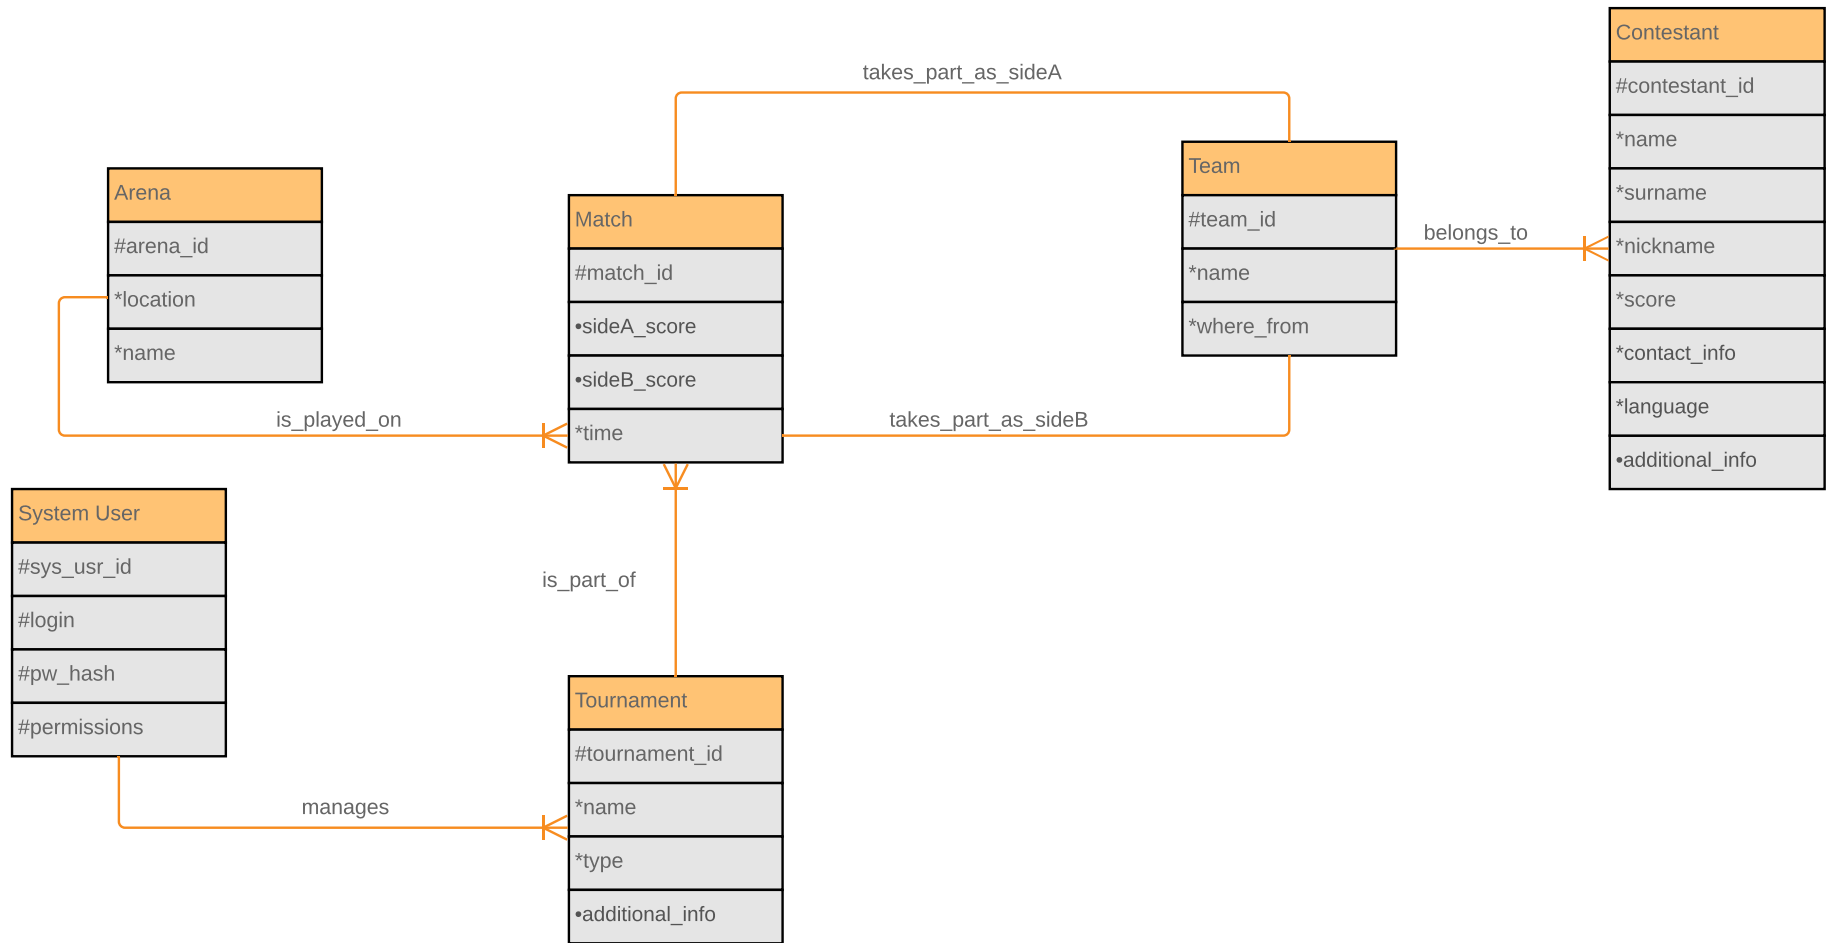 Contestant
#contestant_id
*name
*surname
*nickname
*score
*contact_info
*language
•additional_info
takes_part_as_sideA
Team
#team_id
*name
*where_from
belongs_to
Arena
#arena_id
*location
*name
Match
#match_id
•sideA_score
•sideB_score
*time
is_played_on
takes_part_as_sideB
System User
#sys_usr_id
#login
#pw_hash
#permissions
is_part_of
Tournament
#tournament_id
*name
*type
•additional_info
manages